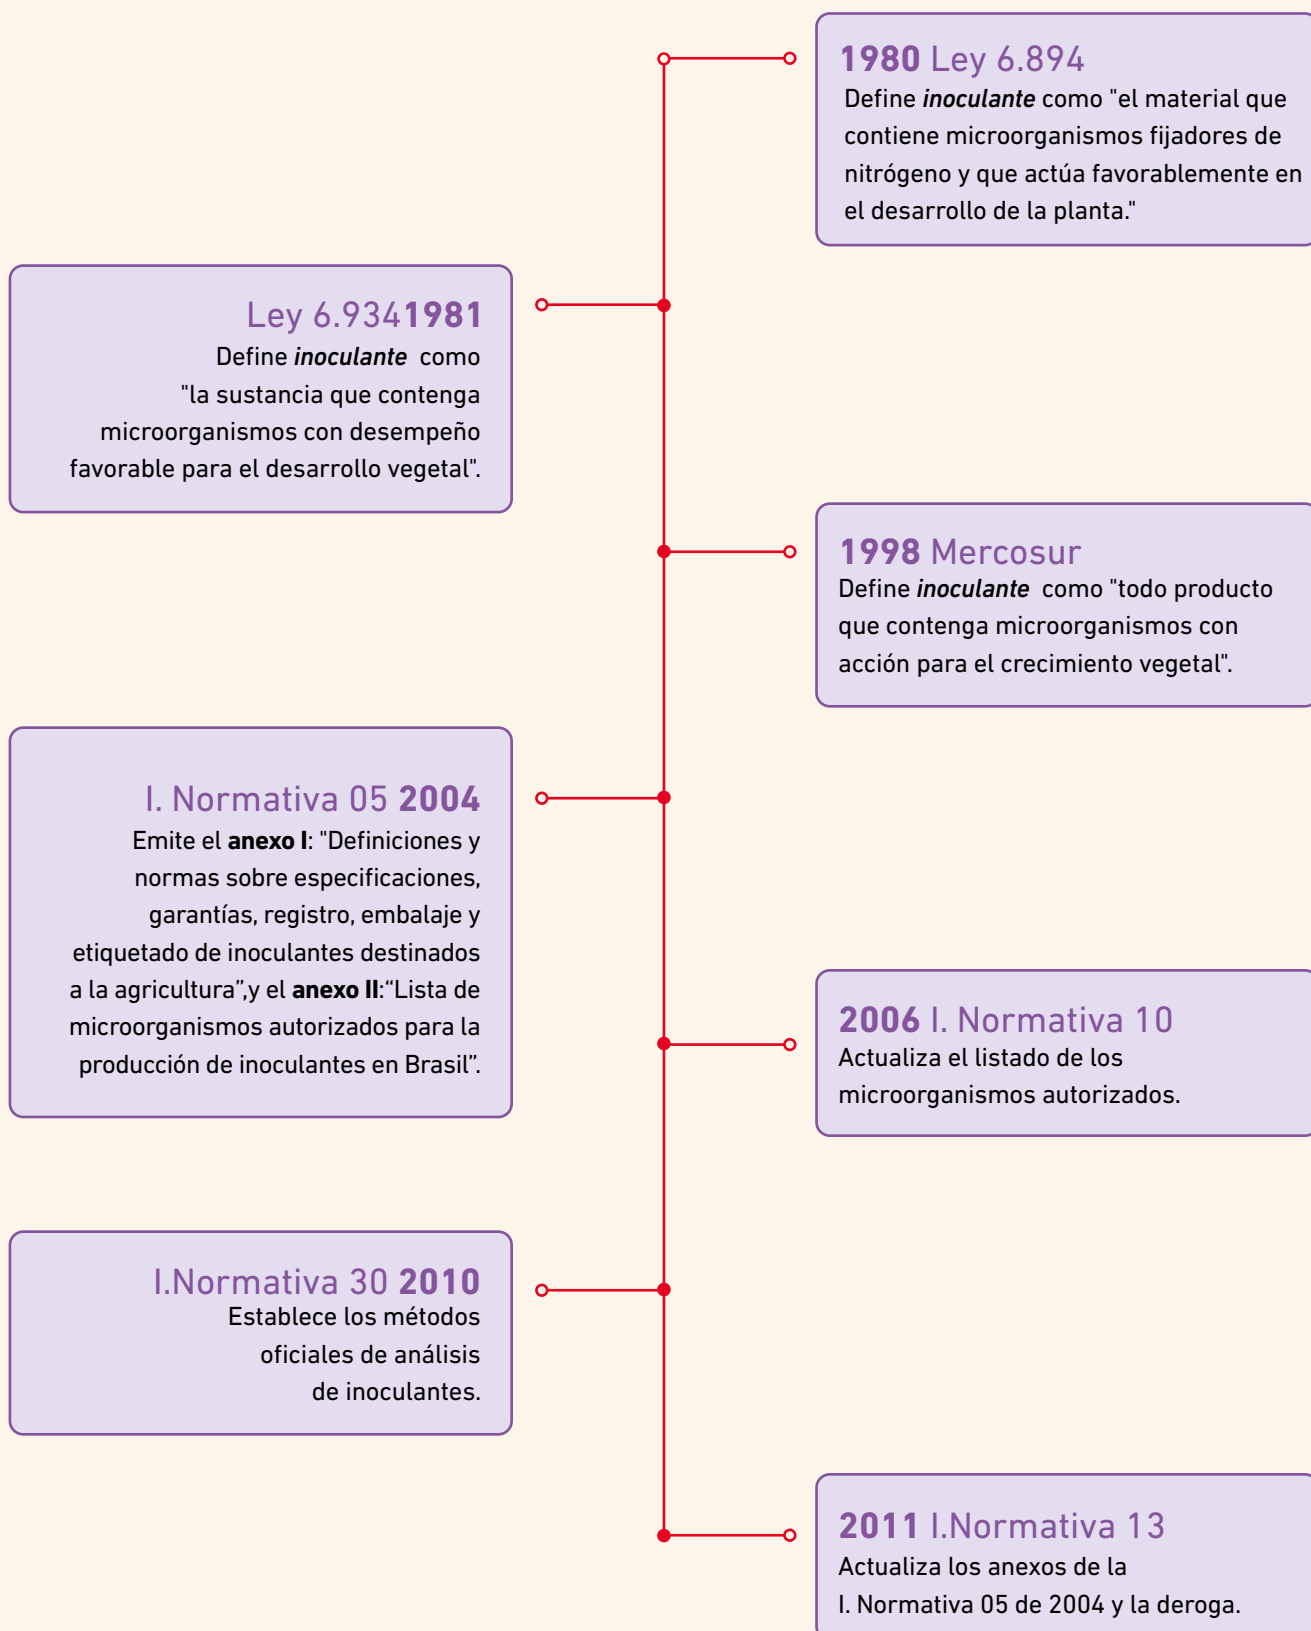 1980 Ley 6.894
Define inoculante como "el material que
contiene microorganismos fijadores de
nitrógeno y que actúa favorablemente en
el desarrollo de la planta."
Ley 6.9341981
Define inoculante como
"la sustancia que contenga
microorganismos con desempeño
favorable para el desarrollo vegetal".
1998 Mercosur
Define inoculante como "todo producto
que contenga microorganismos con
acción para el crecimiento vegetal".
I. Normativa 05 2004
Emite el anexo I: "Definiciones y
normas sobre especificaciones,
garantías, registro, embalaje y
etiquetado de inoculantes destinados
a la agricultura”,y el anexo II:“Lista de
microorganismos autorizados para la
producción de inoculantes en Brasil”.
2006 I. Normativa 10
Actualiza el listado de los
microorganismos autorizados.
I.Normativa 30 2010
Establece los métodos
oficiales de análisis
de inoculantes.
2011 I.Normativa 13
Actualiza los anexos de la
I. Normativa 05 de 2004 y la deroga.